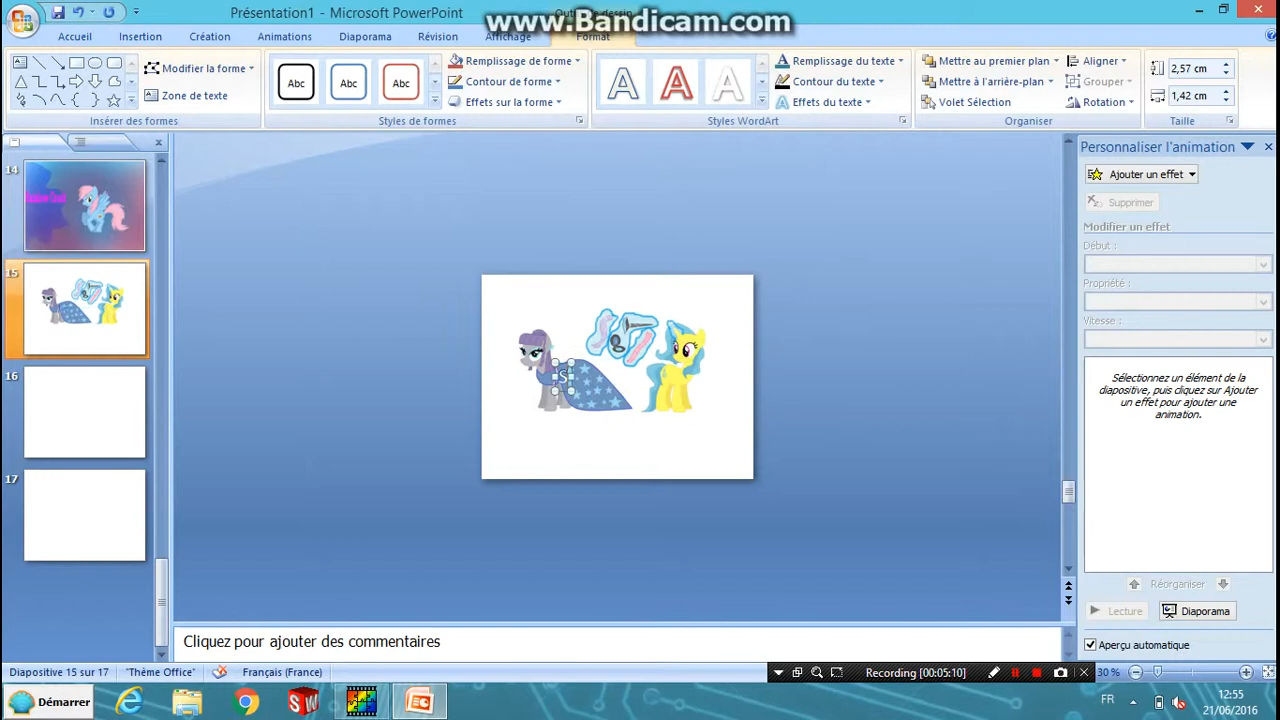 Présentation1 - Microsoft PowerPoint
www.Bandicam.com
Accueil Insertion Création Animations Diaporama Révision Affichage Format
Modifier la forme
Zone de texte
Insérer des formes
Abc Abc Abc
Remplissage de forme
Contour de forme
Effets sur la forme
Styles de formes
A A A
Remplissage du texte
Contour du texte
Effets du texte
Styles WordArt
Mettre au premier plan
Mettre à l'arrière-plan
Volet Sélection
Aligner
Grouper
Rotation
Organiser
2,57 cm
1,42 cm
Taille
14
15
16
17
S
Personnaliser l'animation
Ajouter un effet
Supprimer
Modifier un effet
Début :
Propriété :
Vitesse :
Sélectionnez un élément de la
diapositive, puis cliquez sur Ajouter
un effet pour ajouter une
animation.
Réorganiser
Lecture Diaporama
Aperçu automatique
Cliquez pour ajouter des commentaires
Diapositive 15 sur 17 "Thème Office" Français (France) Recording [00:05:10] 30 %
Démarrer FR 12:55
21/06/2016